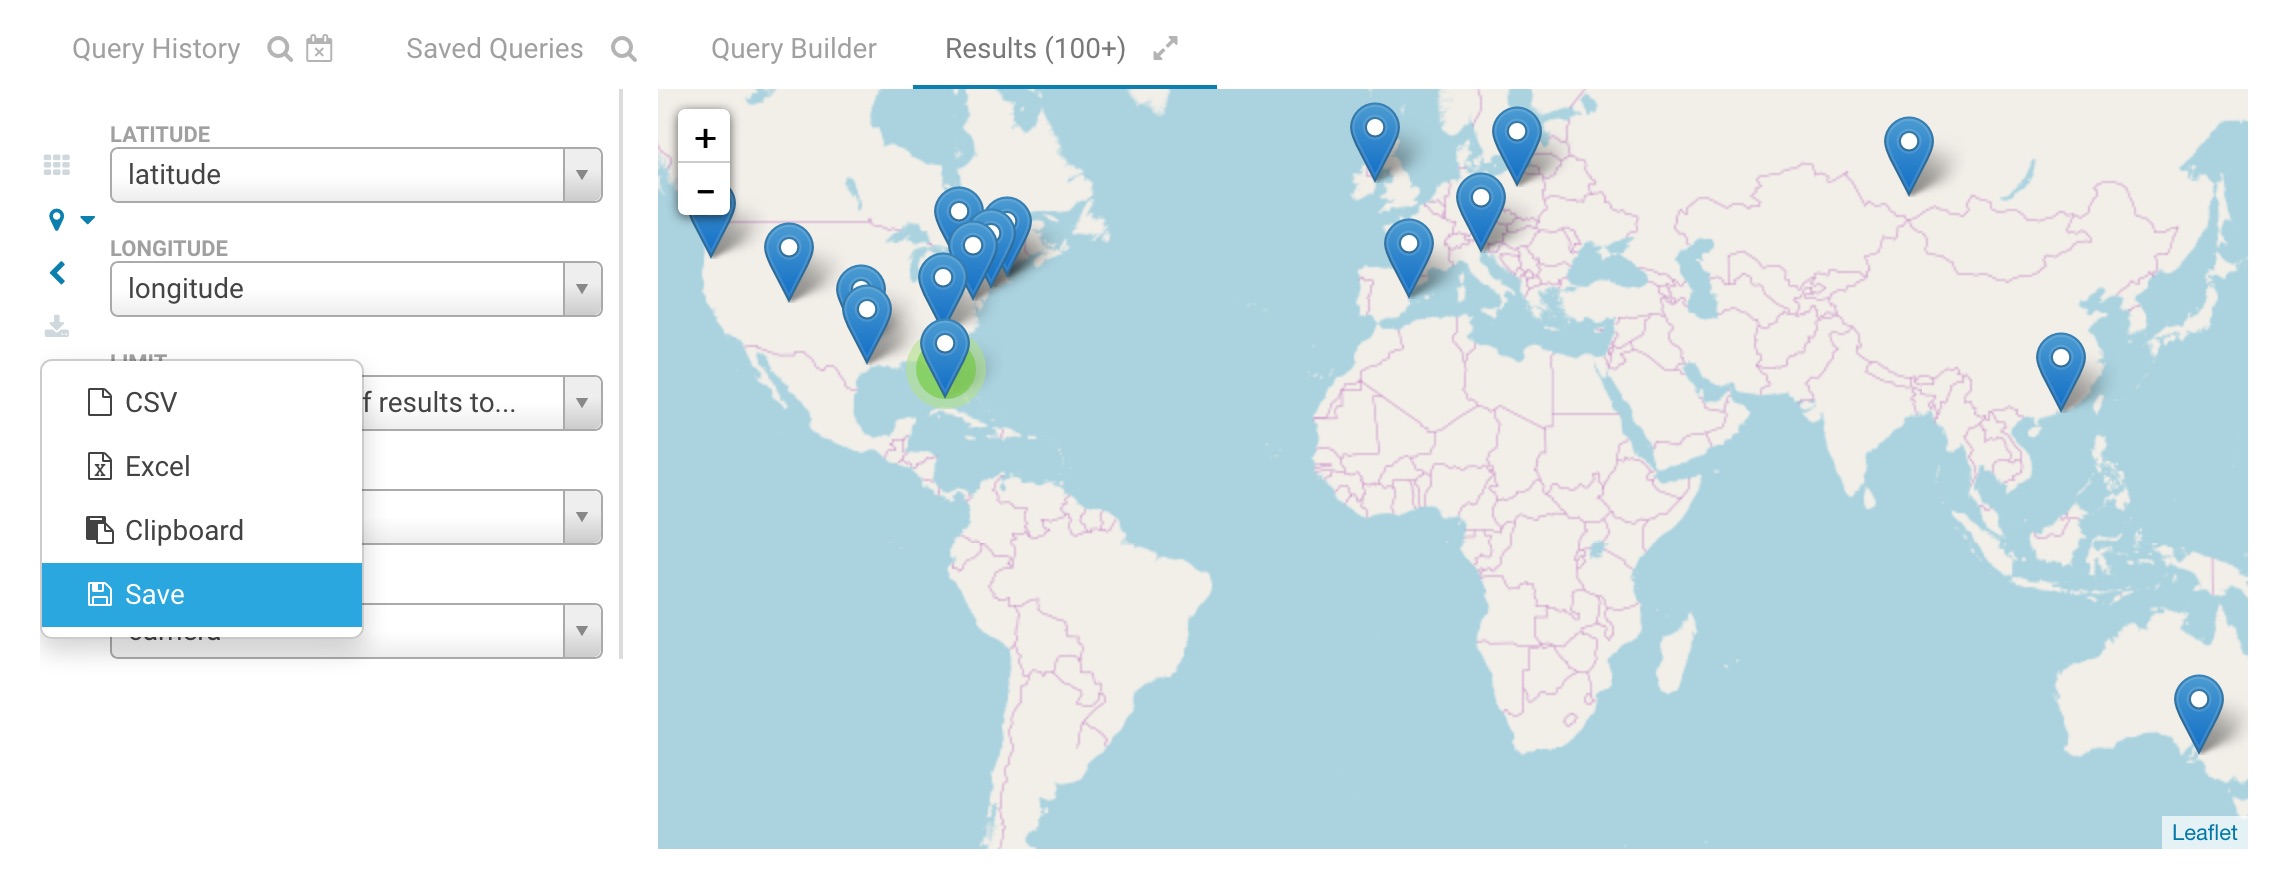 Query History
Saved Queries
Query Builder
Results (100+)
LATITUDE
latitude
LONGITUDE
longitude
LIMIT
f results to...
CSV
Excel
Clipboard
Save
+
−
Leaflet